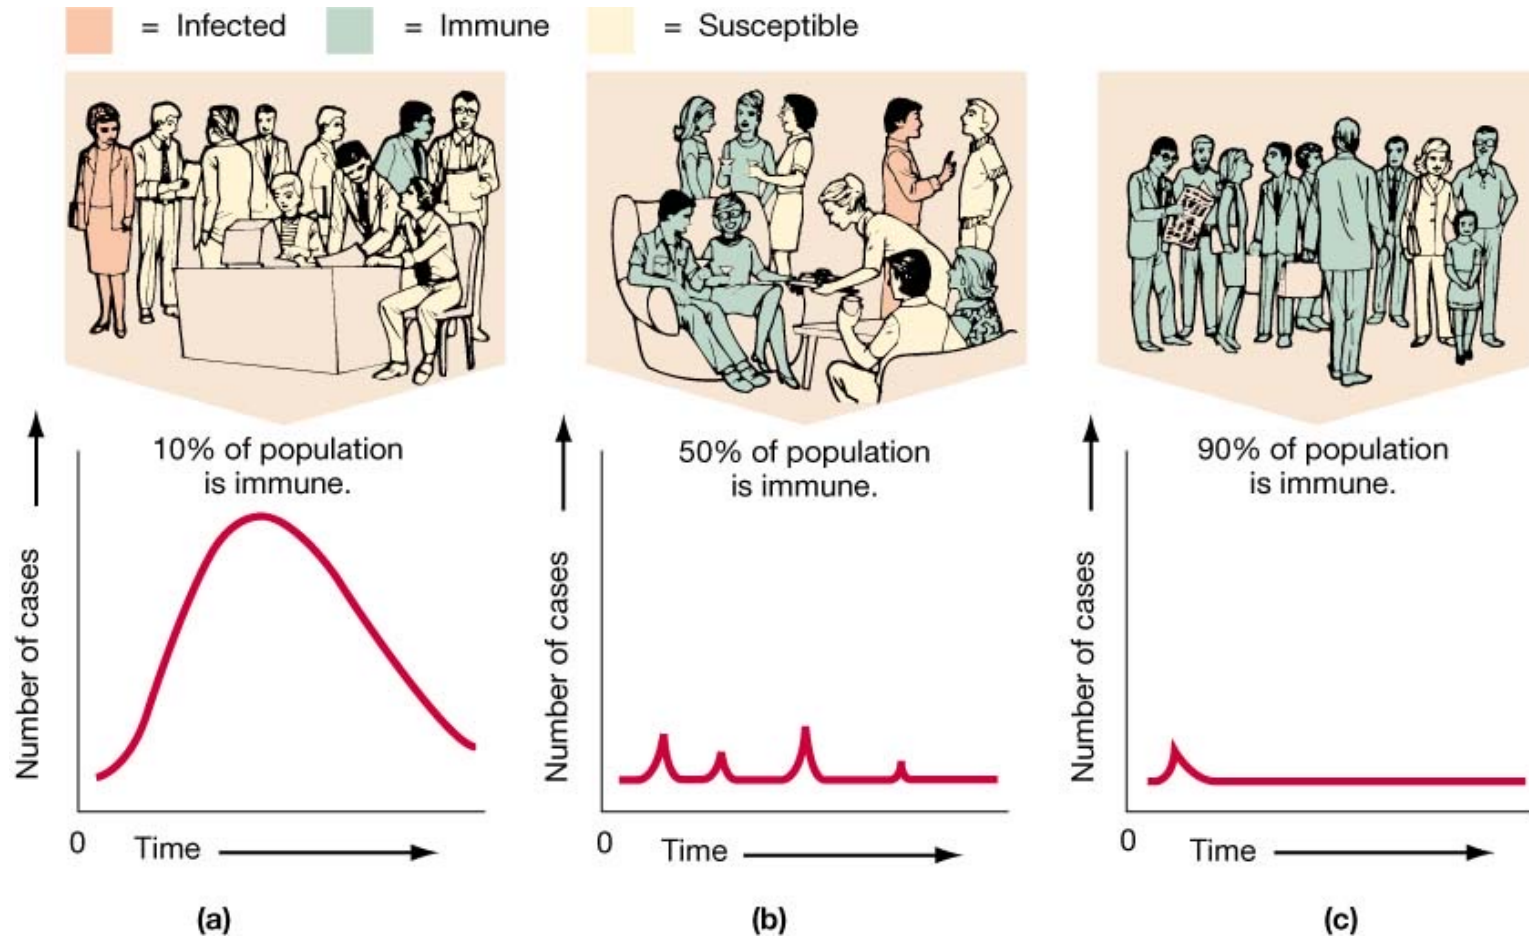 = Infected = Immune = Susceptible
10% of population
is immune.
Number of cases
0 Time
(a)
50% of population
is immune.
Number of cases
0 Time
(b)
90% of population
is immune.
Number of cases
0 Time
(c)